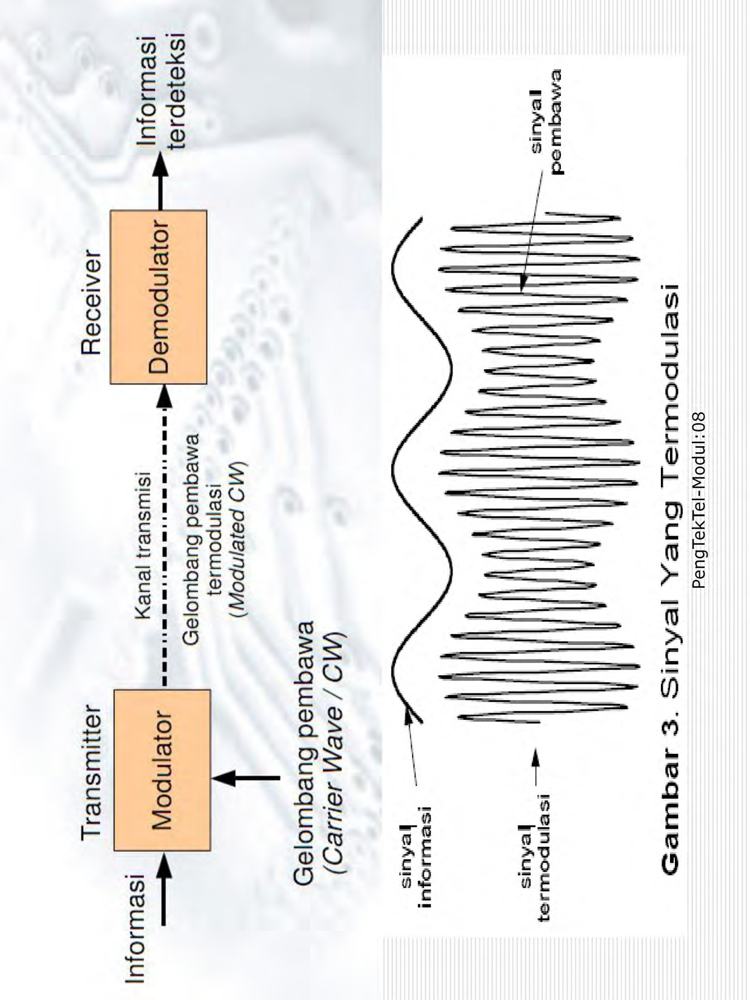 Transmitter
Receiver
Informasi
Modulator
Kanal transmisi
Demodulator
Informasi
terdeteksi
Gelombang pembawa
termodulasi
(Modulated CW)
Gelombang pembawa
(Carrier Wave / CW)
sinyal
informasi
sinyal
termodulasi
sinyal
pembawa
Gambar 3. Sinyal Yang Termodulasi
PengTekTel-Modul:08